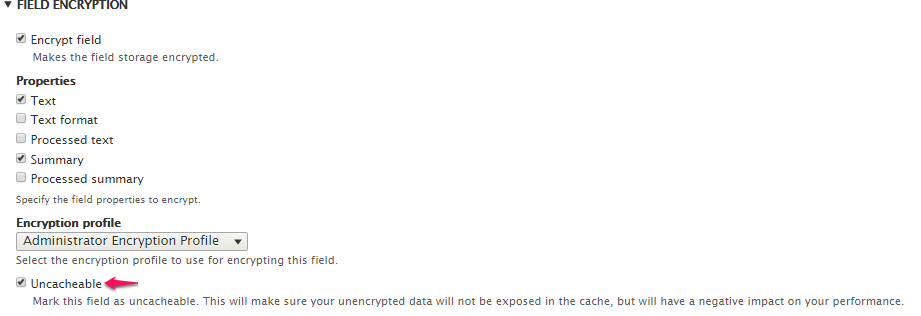 FIELD ENCRYPTION
Encrypt field
Makes the field storage encrypted.
Properties
Text
Text format
Processed text
Summary
Processed summary
Specify the field properties to encrypt.
Encryption profile
Administrator Encryption Profile
Select the encryption profile to use for encrypting this field.
Uncacheable
Mark this field as uncacheable. This will make sure your unencrypted data will not be exposed in the cache, but will have a negative impact on your performance.